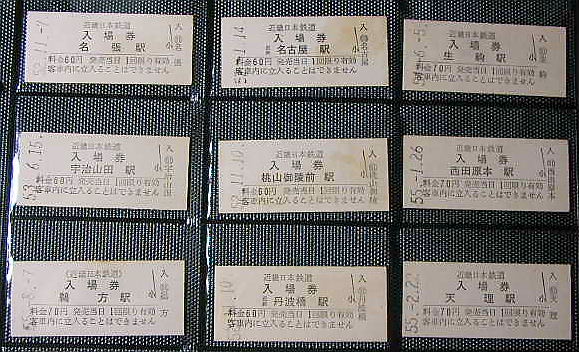 近畿日本鉄道
入場券
名張駅
料金60円 発売当日1回限り有効
客車内に立入ることはできません
近畿日本鉄道
入場券
名古屋駅
料金60円 発売当日1回限り有効
客車内に立入ることはできません
近畿日本鉄道
入場券
生駒駅
料金70円 発売当日1回限り有効
客車内に立入ることはできません
53.-6.15.
近畿日本鉄道
入場券
宇治山田駅
料金60円 発売当日1回限り有効
客車内に立入ることはできません
近畿日本鉄道
入場券
桃山御陵前駅
料金60円 発売当日1回限り有効
客車内に立入ることはできません
55.-1.26
近畿日本鉄道
入場券
西田原本駅
料金70円 発売当日1回限り有効
客車内に立入ることはできません
(近畿日本鉄道)
入場券
駅
料金70円 発売当日1回限り有効
客車内に立入ることはできません
近畿日本鉄道
入場券
丹波橋駅
料金60円 発売当日1回限り有効
客車内に立入ることはできません
近畿日本鉄道
入場券
天理駅
料金70円 発売当日1回限り有効
客車内に立入ることはできません